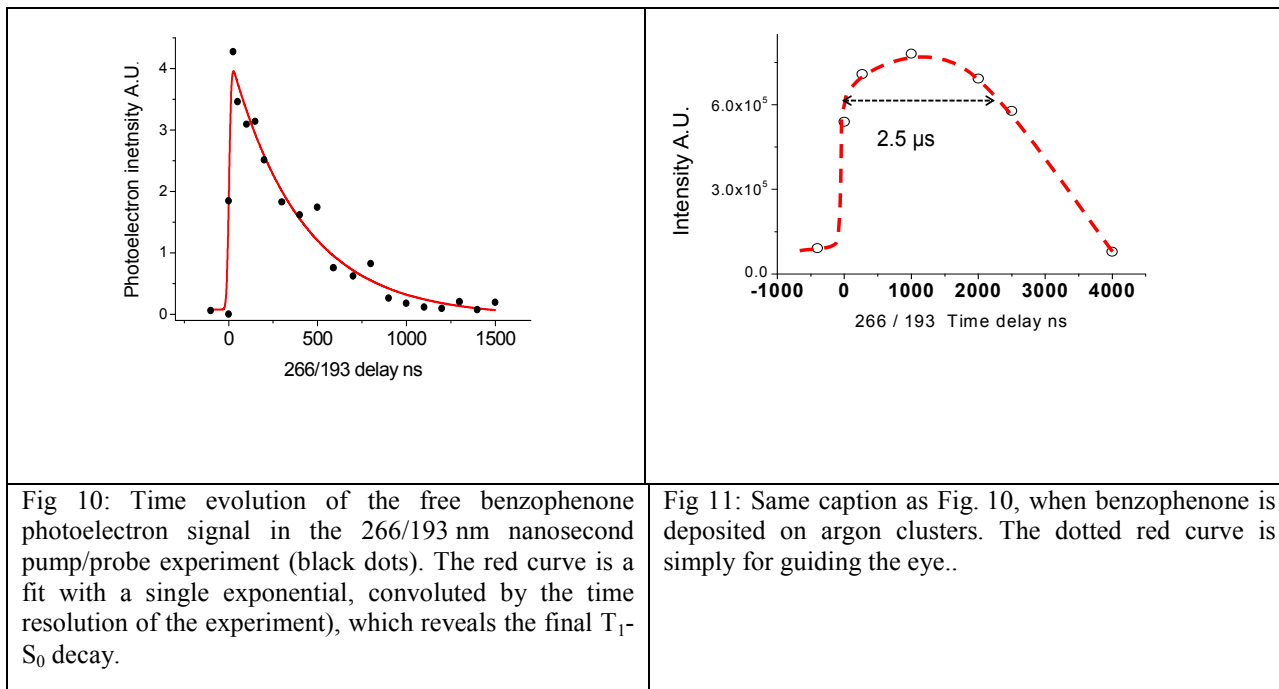 Photoelectron inetnsity A.U.
4
3
2
1
0
0
500
1000
1500
266/193 delay ns
Intensity A.U.
6.0x10⁵
3.0x10⁵
0.0
2.5 µs
-1000
0
1000
2000
3000
4000
266 / 193 Time delay ns
Fig 10: Time evolution of the free benzophenone
photoelectron signal in the 266/193 nm nanosecond
pump/probe experiment (black dots). The red curve is a
fit with a single exponential, convoluted by the time
resolution of the experiment), which reveals the final T₁-
S₀ decay.
Fig 11: Same caption as Fig. 10, when benzophenone is
deposited on argon clusters. The dotted red curve is
simply for guiding the eye..